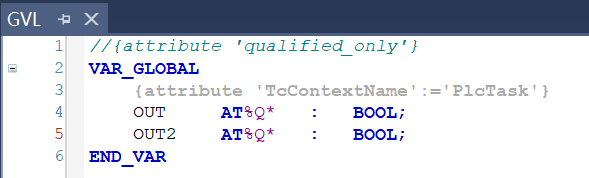 GVL
1 //{attribute 'qualified_only'}
2 VAR_GLOBAL
3 {attribute 'TcContextName':='PlcTask'}
4 OUT AT%Q* : BOOL;
5 OUT2 AT%Q* : BOOL;
6 END_VAR